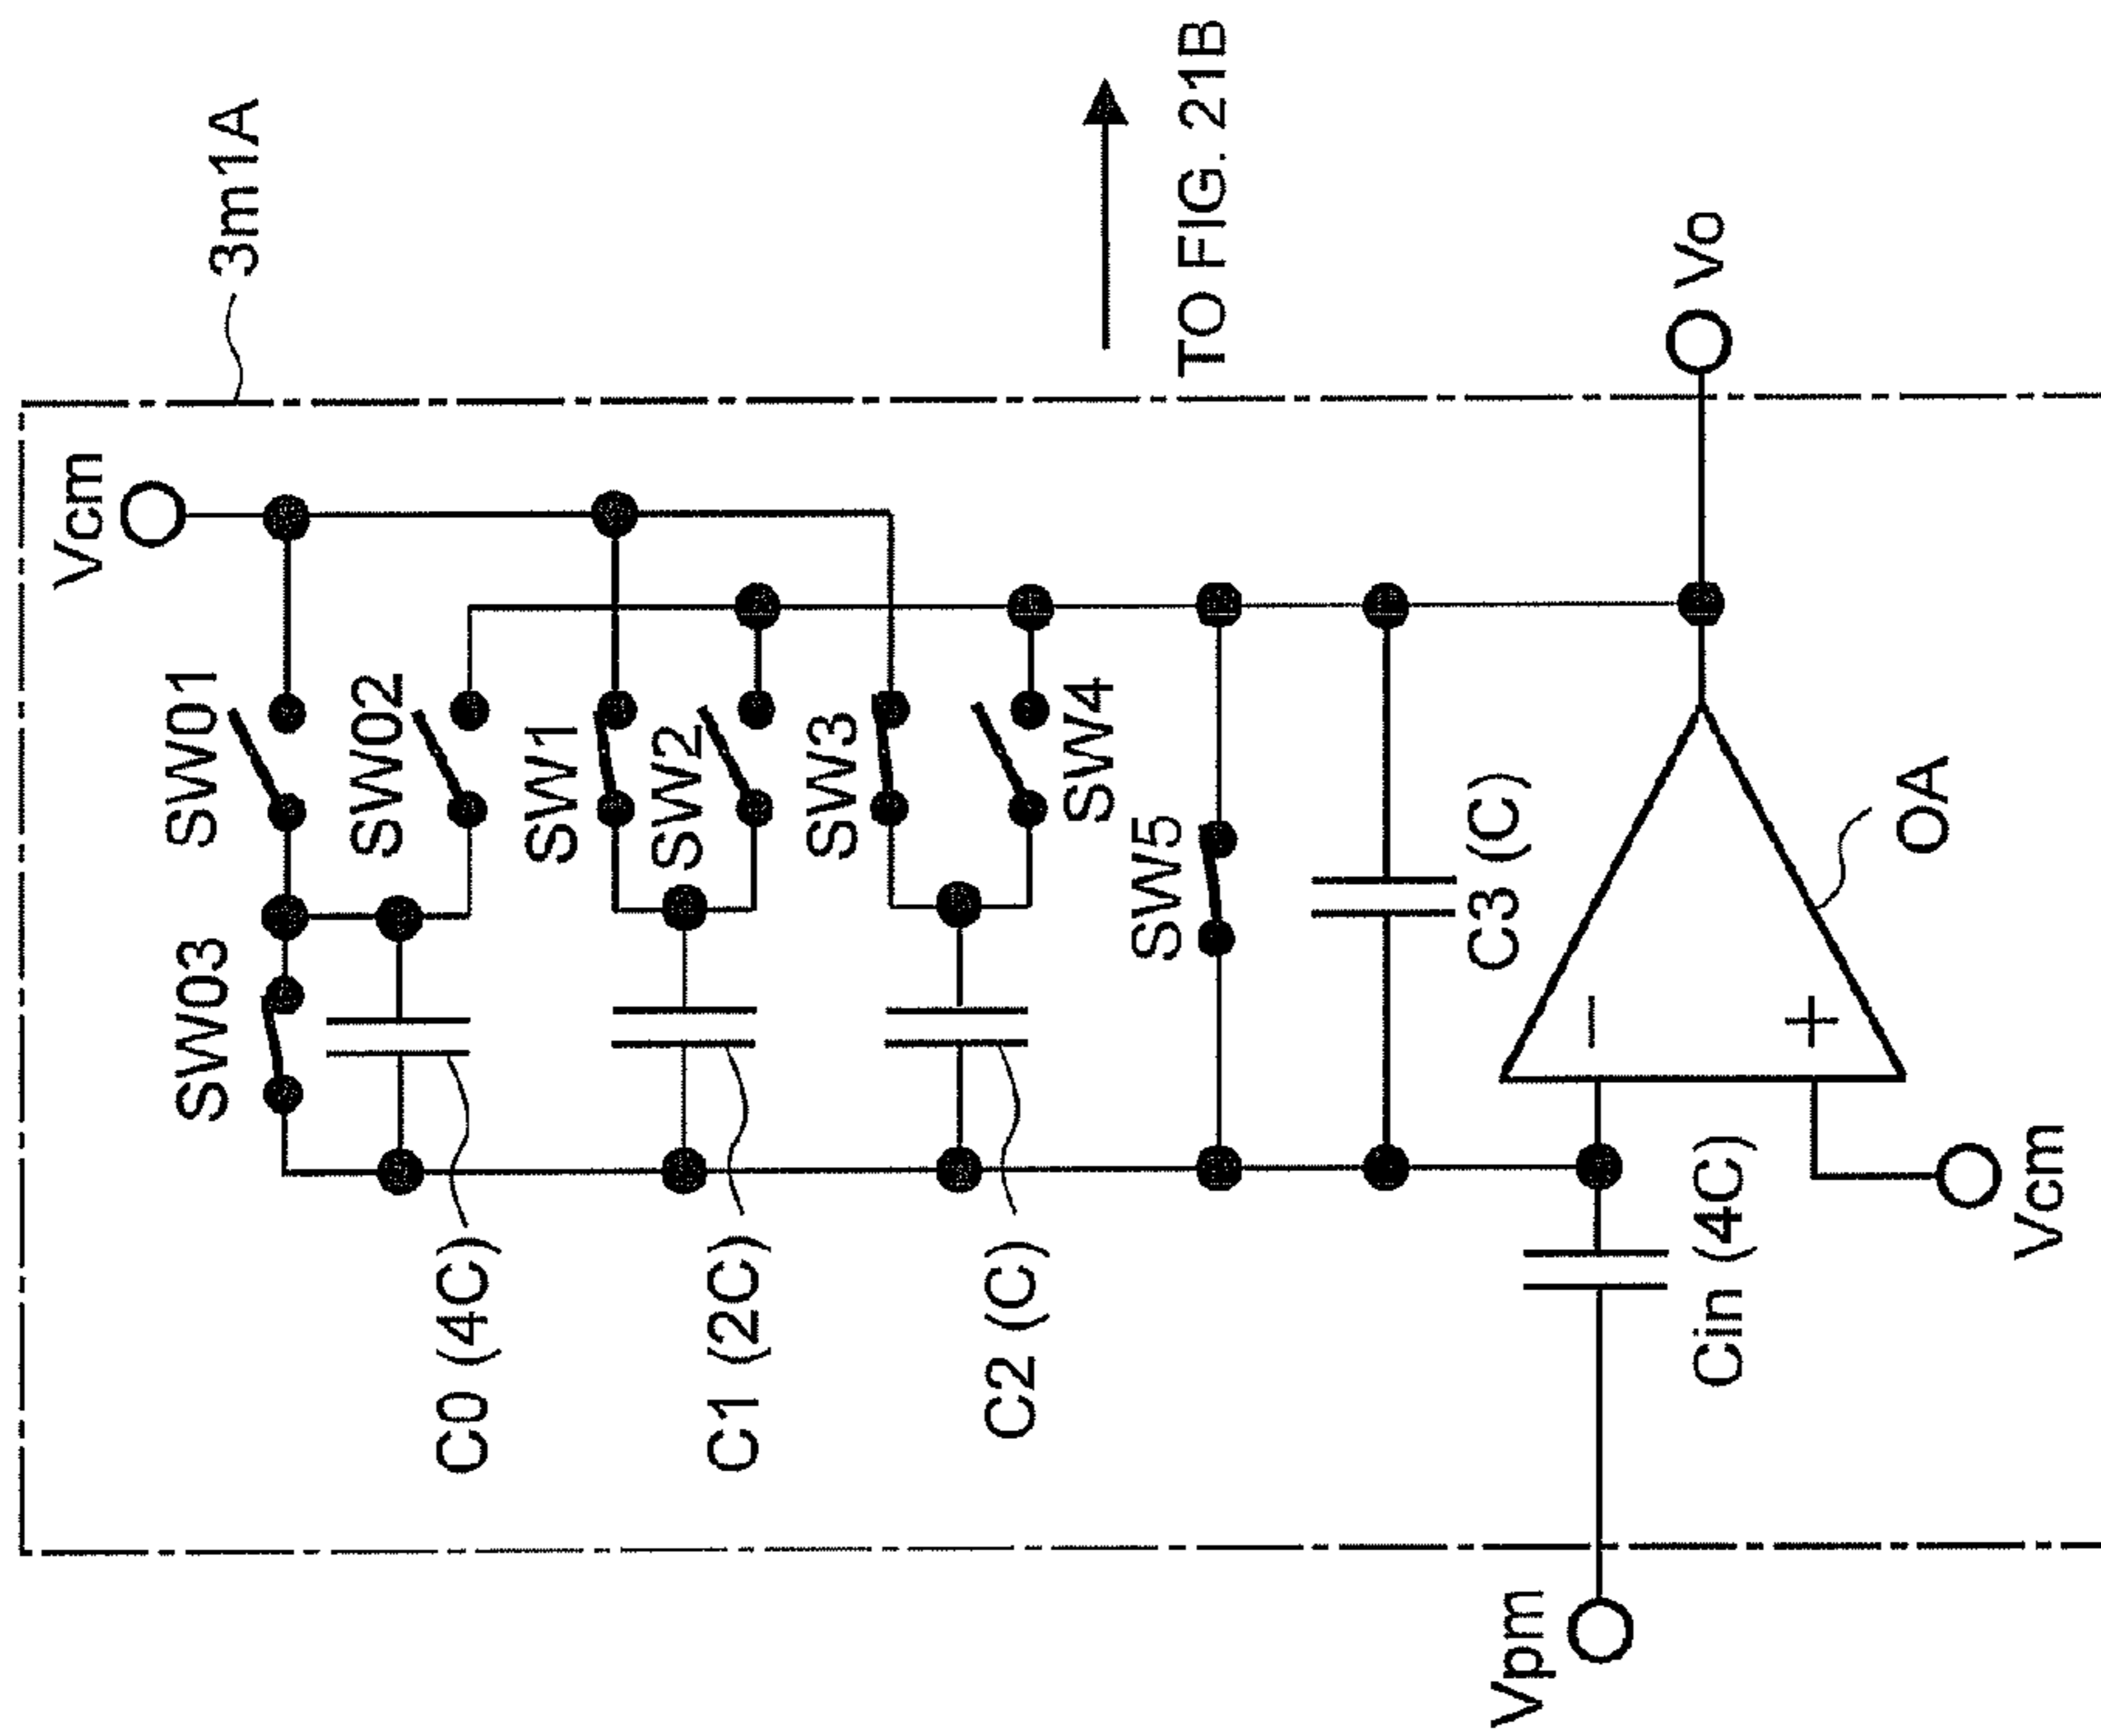 3m1A
Vcm
SW01
SW03
SW02
C0 (4C)
SW1
C1 (2C)
SW2
SW3
C2 (C)
SW4
TO FIG. 21B
SW5
C3 (C)
Vpm
Cin (4C)
−
+
Vo
OA
Vcm